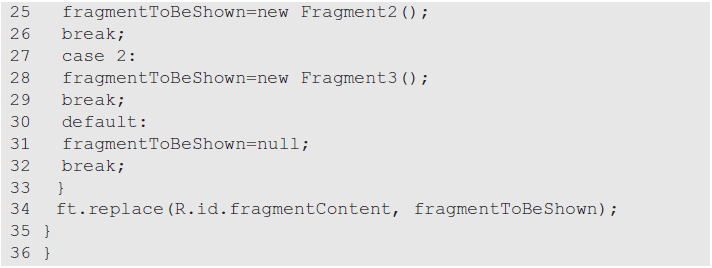 25 fragmentToBeShown=new Fragment2();
26 break;
27 case 2:
28 fragmentToBeShown=new Fragment3();
29 break;
30 default:
31 fragmentToBeShown=null;
32 break;
33 }
34 ft.replace(R.id.fragmentContent, fragmentToBeShown);
35 }
36 }